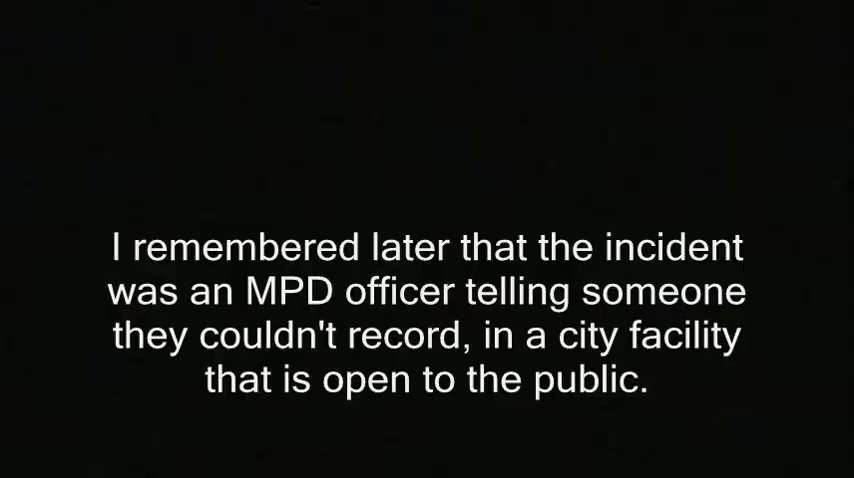 I remembered later that the incident
was an MPD officer telling someone
they couldn't record, in a city facility
that is open to the public.